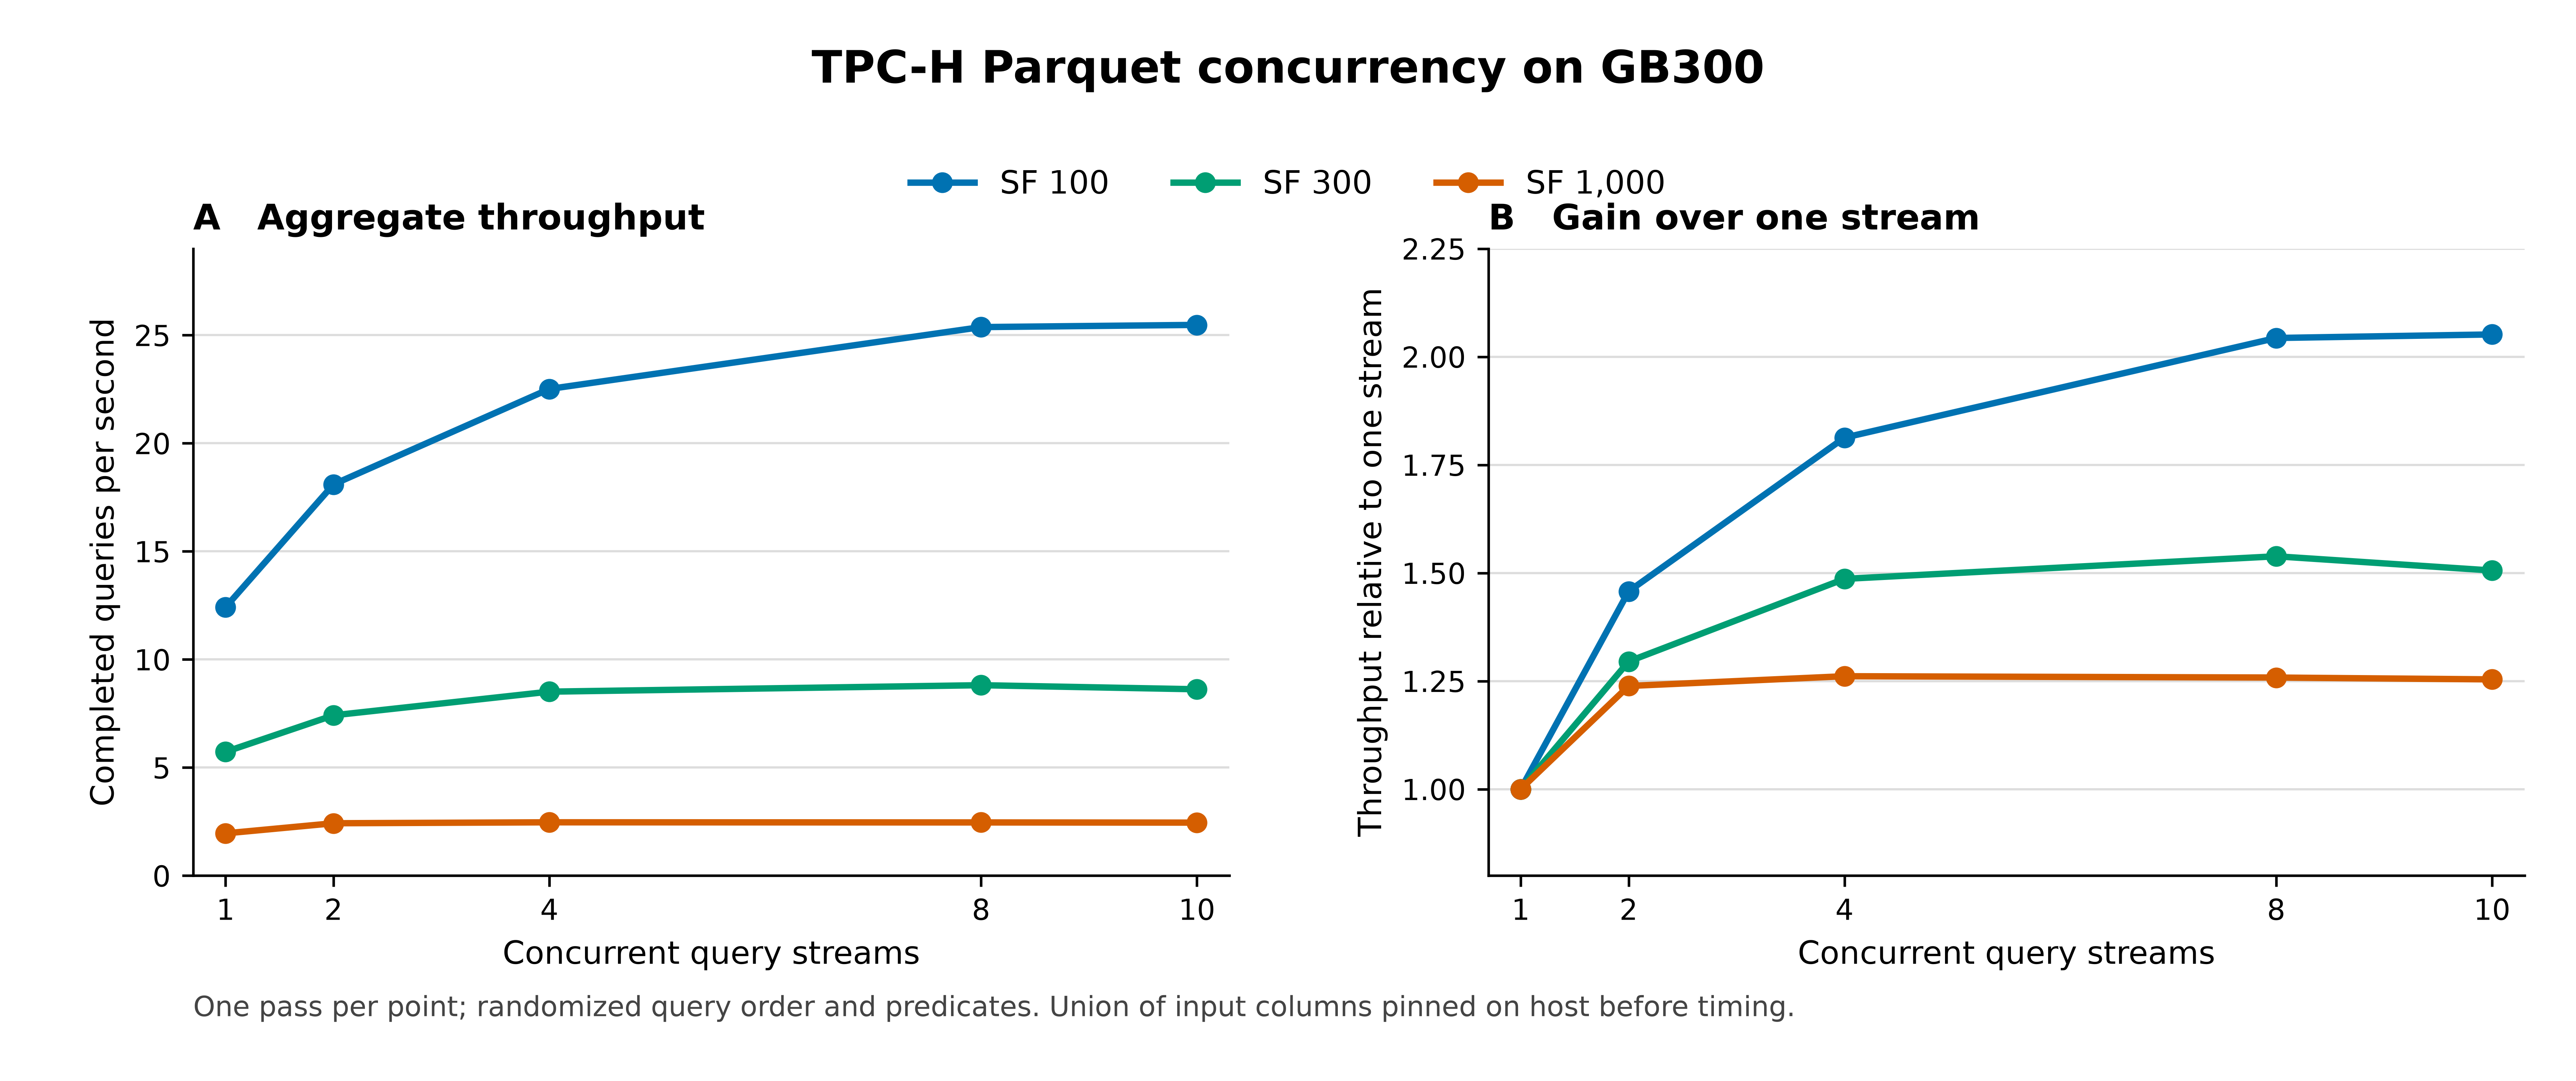 TPC-H Parquet concurrency on GB300
SF 100
SF 300
SF 1,000
A Aggregate throughput
Completed queries per second
25
20
15
10
5
0
1 2 4 8 10
Concurrent query streams
B Gain over one stream
Throughput relative to one stream
2.25
2.00
1.75
1.50
1.25
1.00
1 2 4 8 10
Concurrent query streams
One pass per point; randomized query order and predicates. Union of input columns pinned on host before timing.